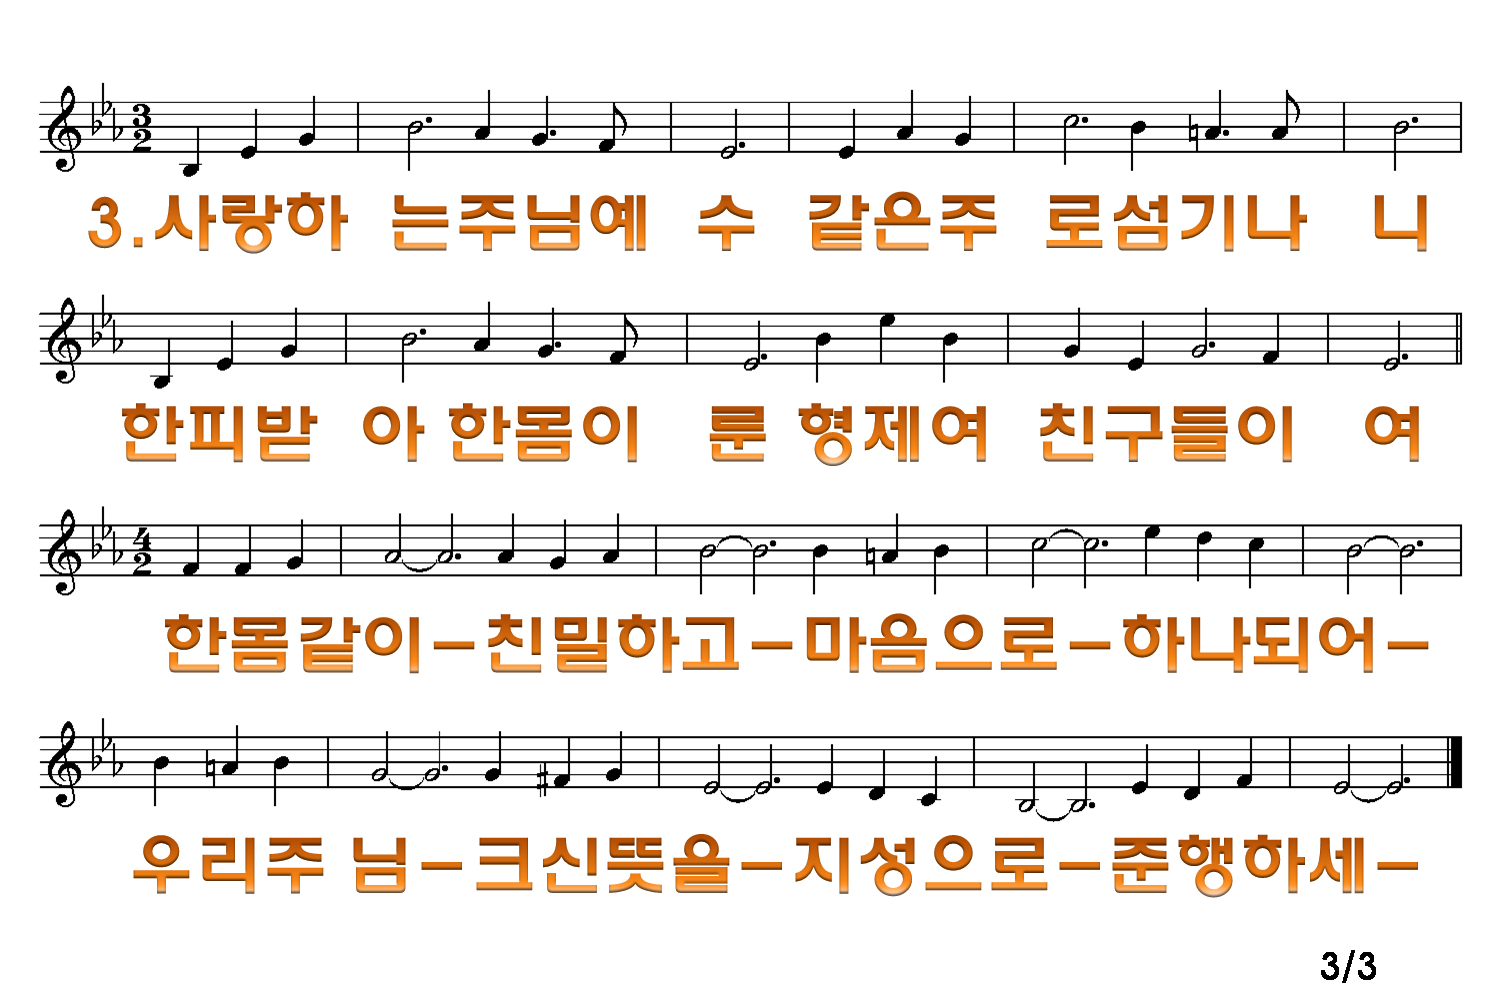 3.사랑하 는주님예 수 같은주 로섬기나 니
한피받 아 한몸이 룬 형제여 친구들이 여
한몸같이-친밀하고-마음으로-하나되어-
우리주 님-크신뜻을-지성으로-준행하세-
3/3